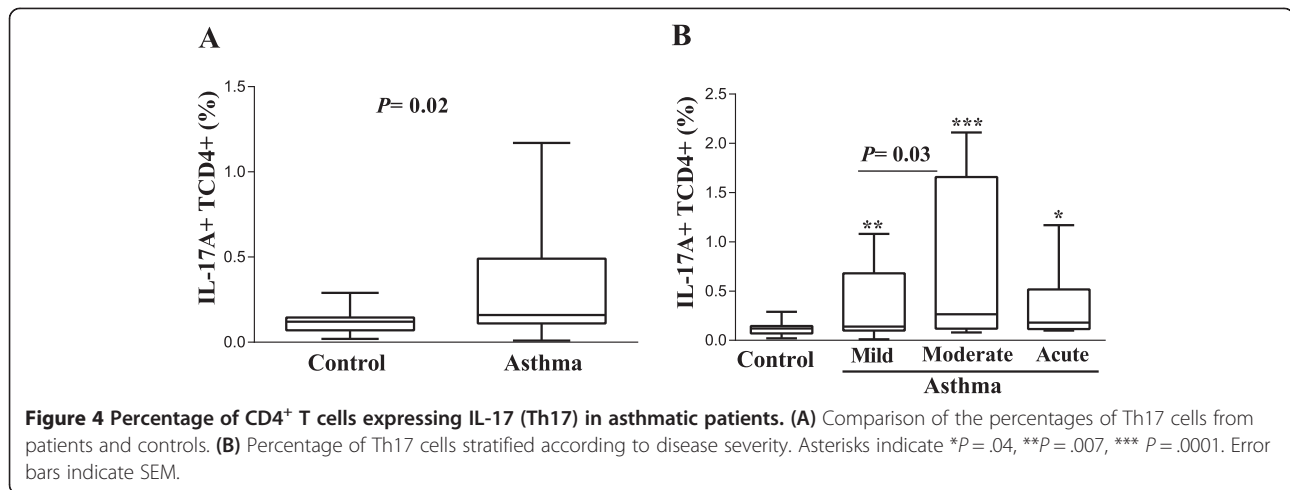 A
B
IL-17A+ TCD4+ (%)
1.5
1.0
0.5
0.0
P= 0.02
Control Asthma
IL-17A+ TCD4+ (%)
2.5
2.0
1.5
1.0
0.5
0.0
***
P= 0.03
**
*
Control Mild Moderate Acute
Asthma
Figure 4 Percentage of CD4⁺ T cells expressing IL-17 (Th17) in asthmatic patients. (A) Comparison of the percentages of Th17 cells from
patients and controls. (B) Percentage of Th17 cells stratified according to disease severity. Asterisks indicate *P = .04, **P = .007, *** P = .0001. Error
bars indicate SEM.